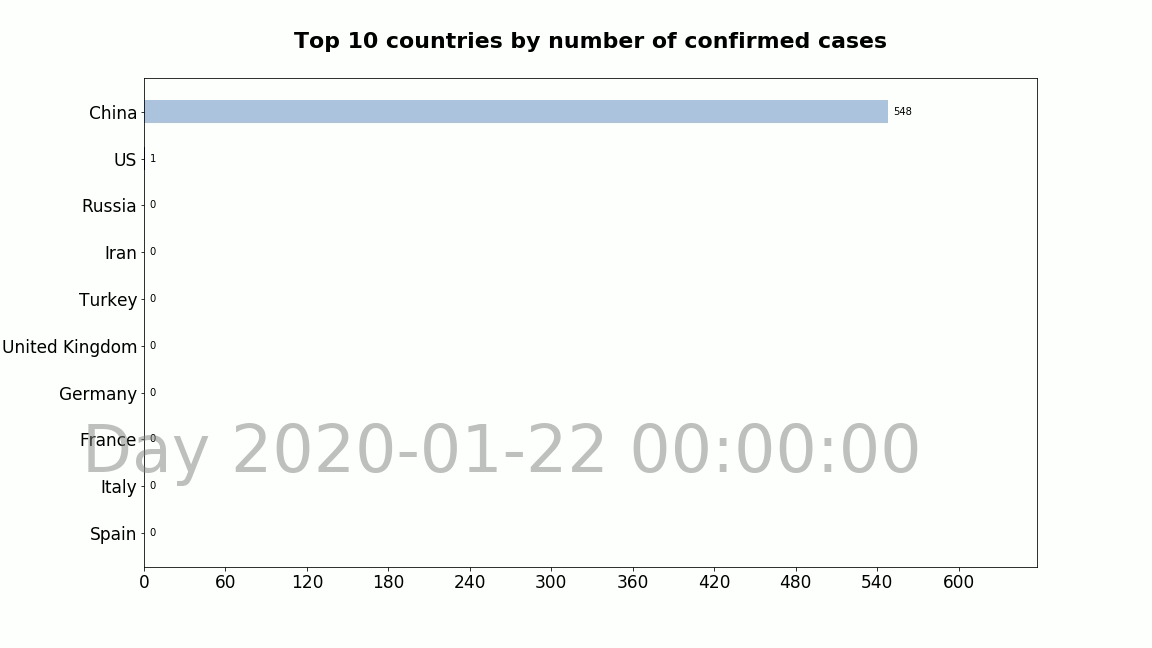 Top 10 countries by number of confirmed cases
China 548
US 1
Russia 0
Iran 0
Turkey 0
United Kingdom 0
Germany 0
France 0
Day 2020-01-22 00:00:00
Italy 0
Spain 0
0 60 120 180 240 300 360 420 480 540 600